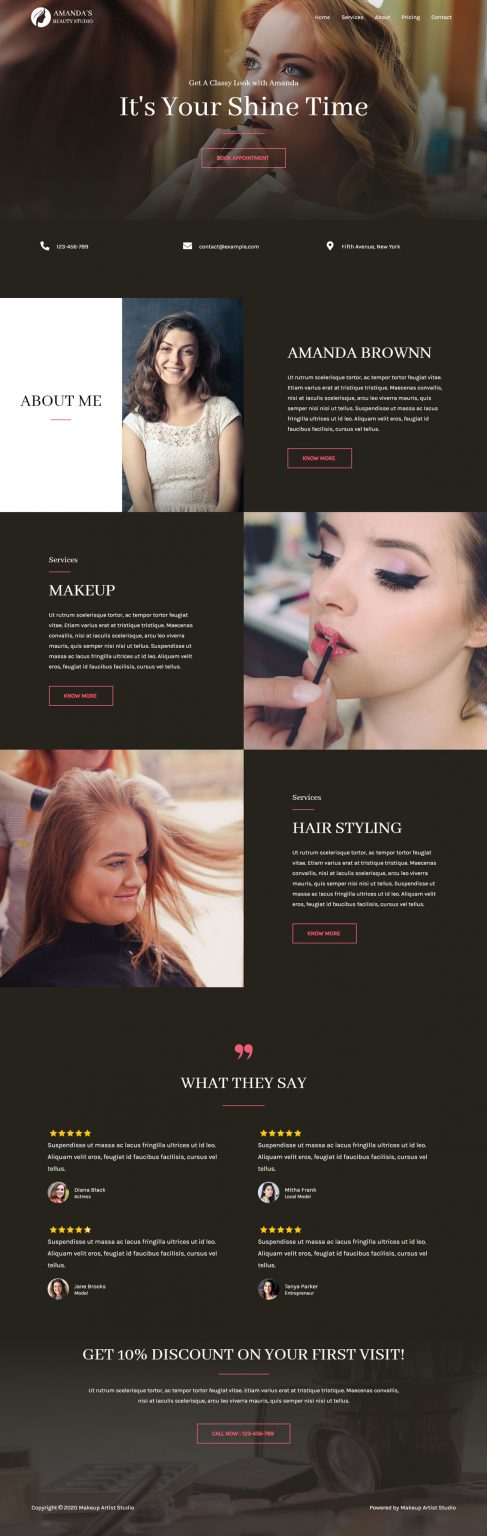 AMANDA'S
BEAUTY STUDIO
Home Services About Pricing Contact
Get A Classy Look with Amanda
It's Your Shine Time
BOOK APPOINTMENT
123-456-789
contact@example.com
Fifth Avenue, New York
ABOUT ME
AMANDA BROWNN
Ut rutrum scelerisque tortor, ac tempor tortor feugiat vitae.
Etiam varius erat at tristique tristique. Maecenas convallis,
nisi at iaculis scelerisque, arcu leo viverra mauris, quis
semper nisi nisi ut tellus. Suspendisse ut massa ac lacus
fringilla ultrices ut id leo. Aliquam velit eros, feugiat id
faucibus facilisis, cursus vel tellus.
KNOW MORE
Services
MAKEUP
Ut rutrum scelerisque tortor, ac tempor tortor feugiat
vitae. Etiam varius erat at tristique tristique. Maecenas
convallis, nisi at iaculis scelerisque, arcu leo viverra
mauris, quis semper nisi nisi ut tellus. Suspendisse ut
massa ac lacus fringilla ultrices ut id leo. Aliquam velit
eros, feugiat id faucibus facilisis, cursus vel tellus.
KNOW MORE
Services
HAIR STYLING
Ut rutrum scelerisque tortor, ac tempor tortor feugiat
vitae. Etiam varius erat at tristique tristique. Maecenas
convallis, nisi at iaculis scelerisque, arcu leo viverra
mauris, quis semper nisl nisi ut tellus. Suspendisse ut
massa ac lacus fringilla ultrices ut id leo. Aliquam velit
eros, feugiat id faucibus facilisis, cursus vel tellus.
KNOW MORE
WHAT THEY SAY
Suspendisse ut massa ac lacus fringilla ultrices ut id leo.
Aliquam velit eros, feugiat id faucibus facilisis, cursus vel
tellus.
Diana Black
Actress
Suspendisse ut massa ac lacus fringilla ultrices ut id leo.
Aliquam velit eros, feugiat id faucibus facilisis, cursus vel
tellus.
Mitha Frank
Local Model
Suspendisse ut massa ac lacus fringilla ultrices ut id leo.
Aliquam velit eros, feugiat id faucibus facilisis, cursus vel
tellus.
Jane Brooks
Model
Suspendisse ut massa ac lacus fringilla ultrices ut id leo.
Aliquam velit eros, feugiat id faucibus facilisis, cursus vel
tellus.
Tanya Parker
Entrepreneur
GET 10% DISCOUNT ON YOUR FIRST VISIT!
Ut rutrum scelerisque tortor, ac tempor tortor feugiat vitae. Etiam varius erat at tristique tristique. Maecenas convallis,
nisi at iaculis scelerisque, arcu leo viverra mauris, quis semper nisi nisi ut tellus.
CALL NOW : 123-456-789
Copyright © 2020 Makeup Artist Studio
Powered by Makeup Artist Studio